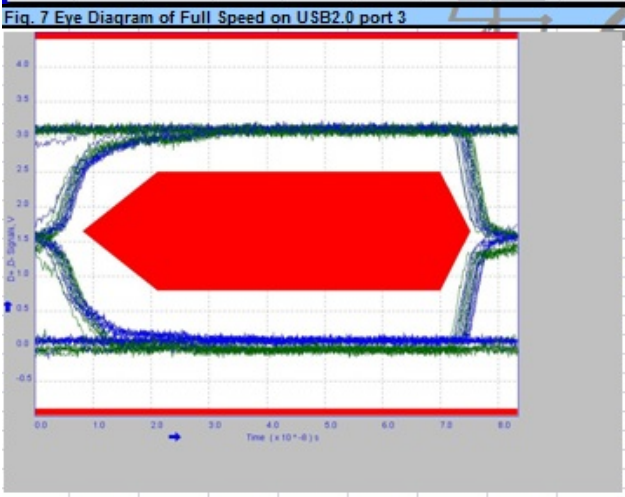 Fig. 7 Eye Diagram of Full Speed on USB2.0 port 3
4.0
3.5
3.0
2.5
2.0
1.5
1.0
0.5
0.0
-0.5
D+,D- Signals, V
0.0 1.0 2.0 3.0 4.0 5.0 6.0 7.0 8.0
Time ( x 10 ^ -8 ) s